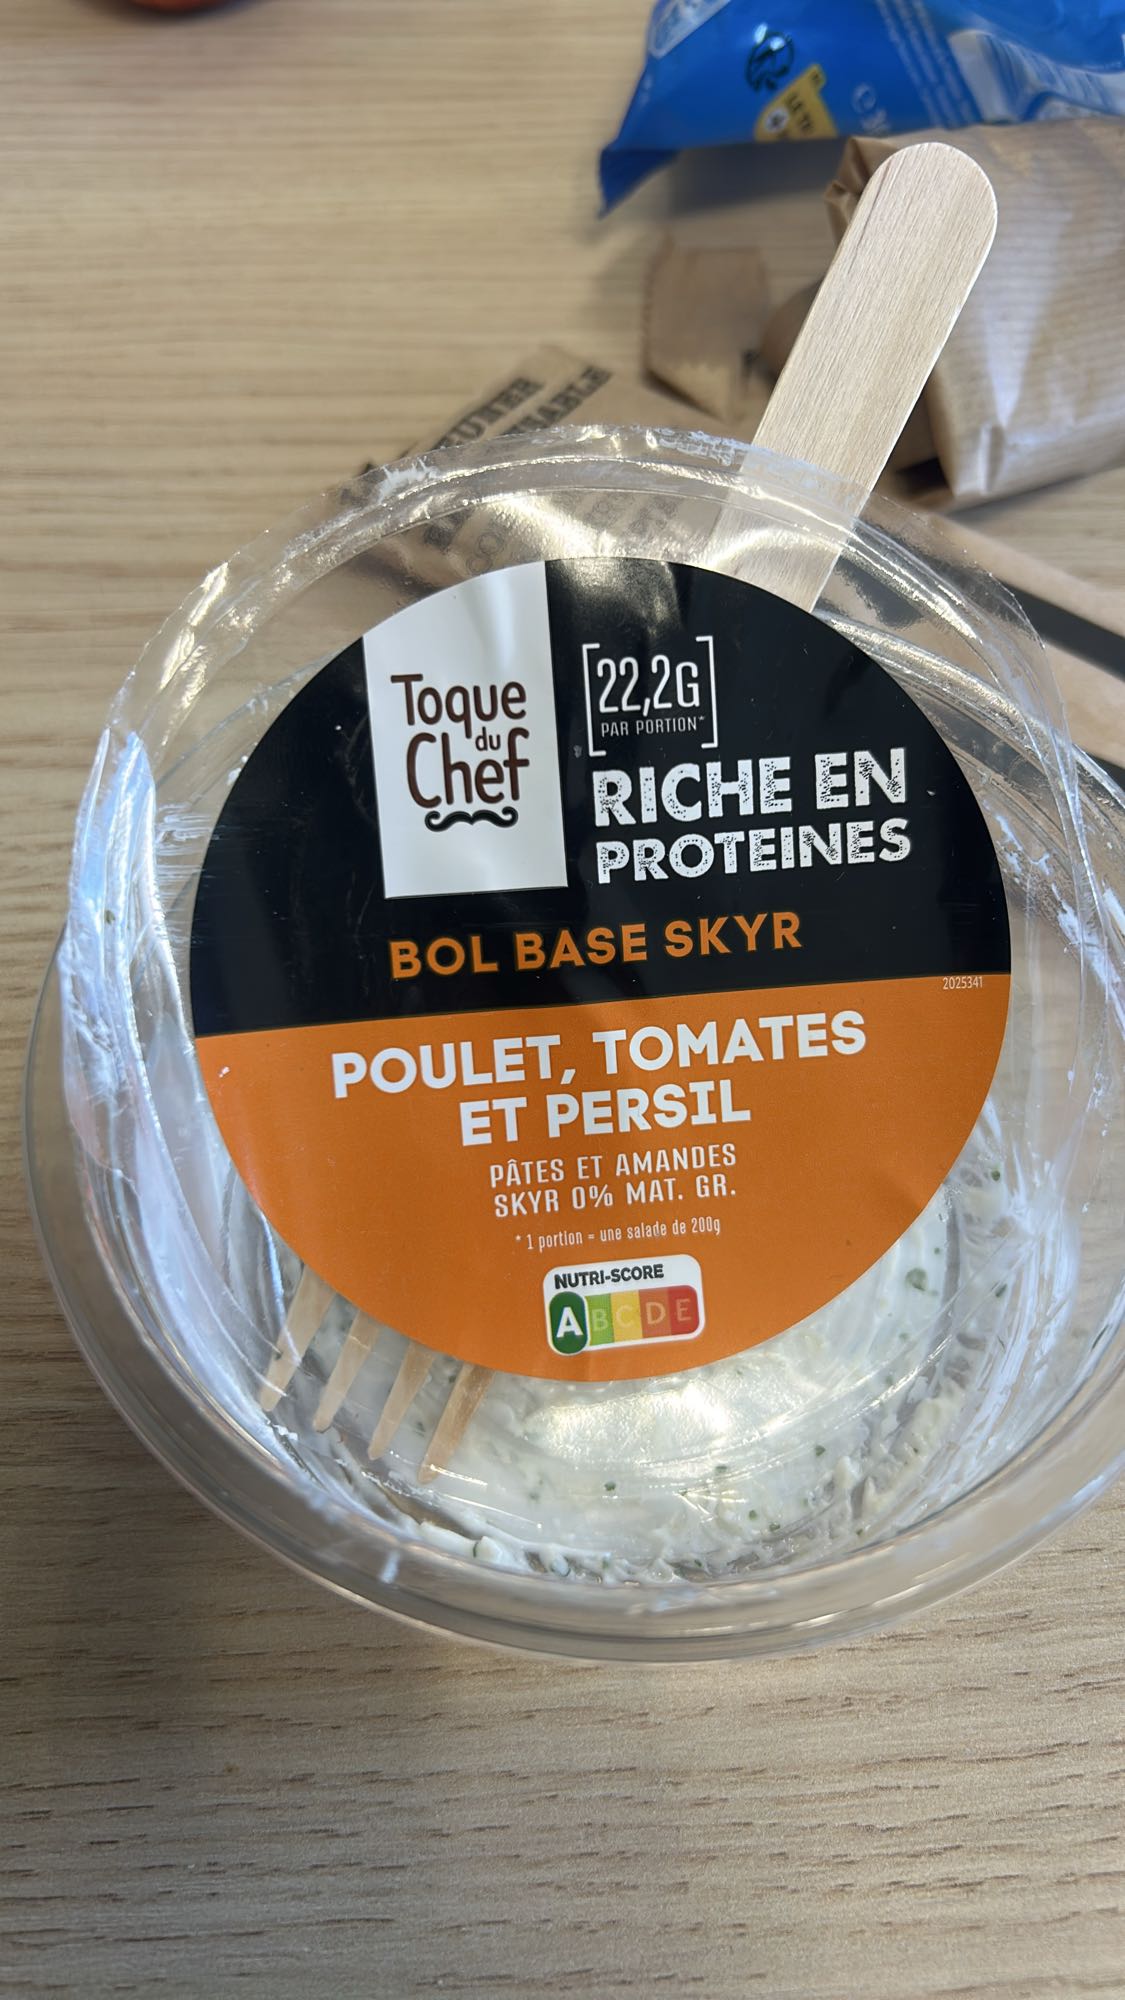 Toque
du
Chef
22,2G
PAR PORTION*
RICHE EN
PROTEINES
BOL BASE SKYR
2025341
POULET, TOMATES
ET PERSIL
PÂTES ET AMANDES
SKYR 0% MAT. GR.
* 1 portion = une salade de 200g
NUTRI-SCORE
A B C D E